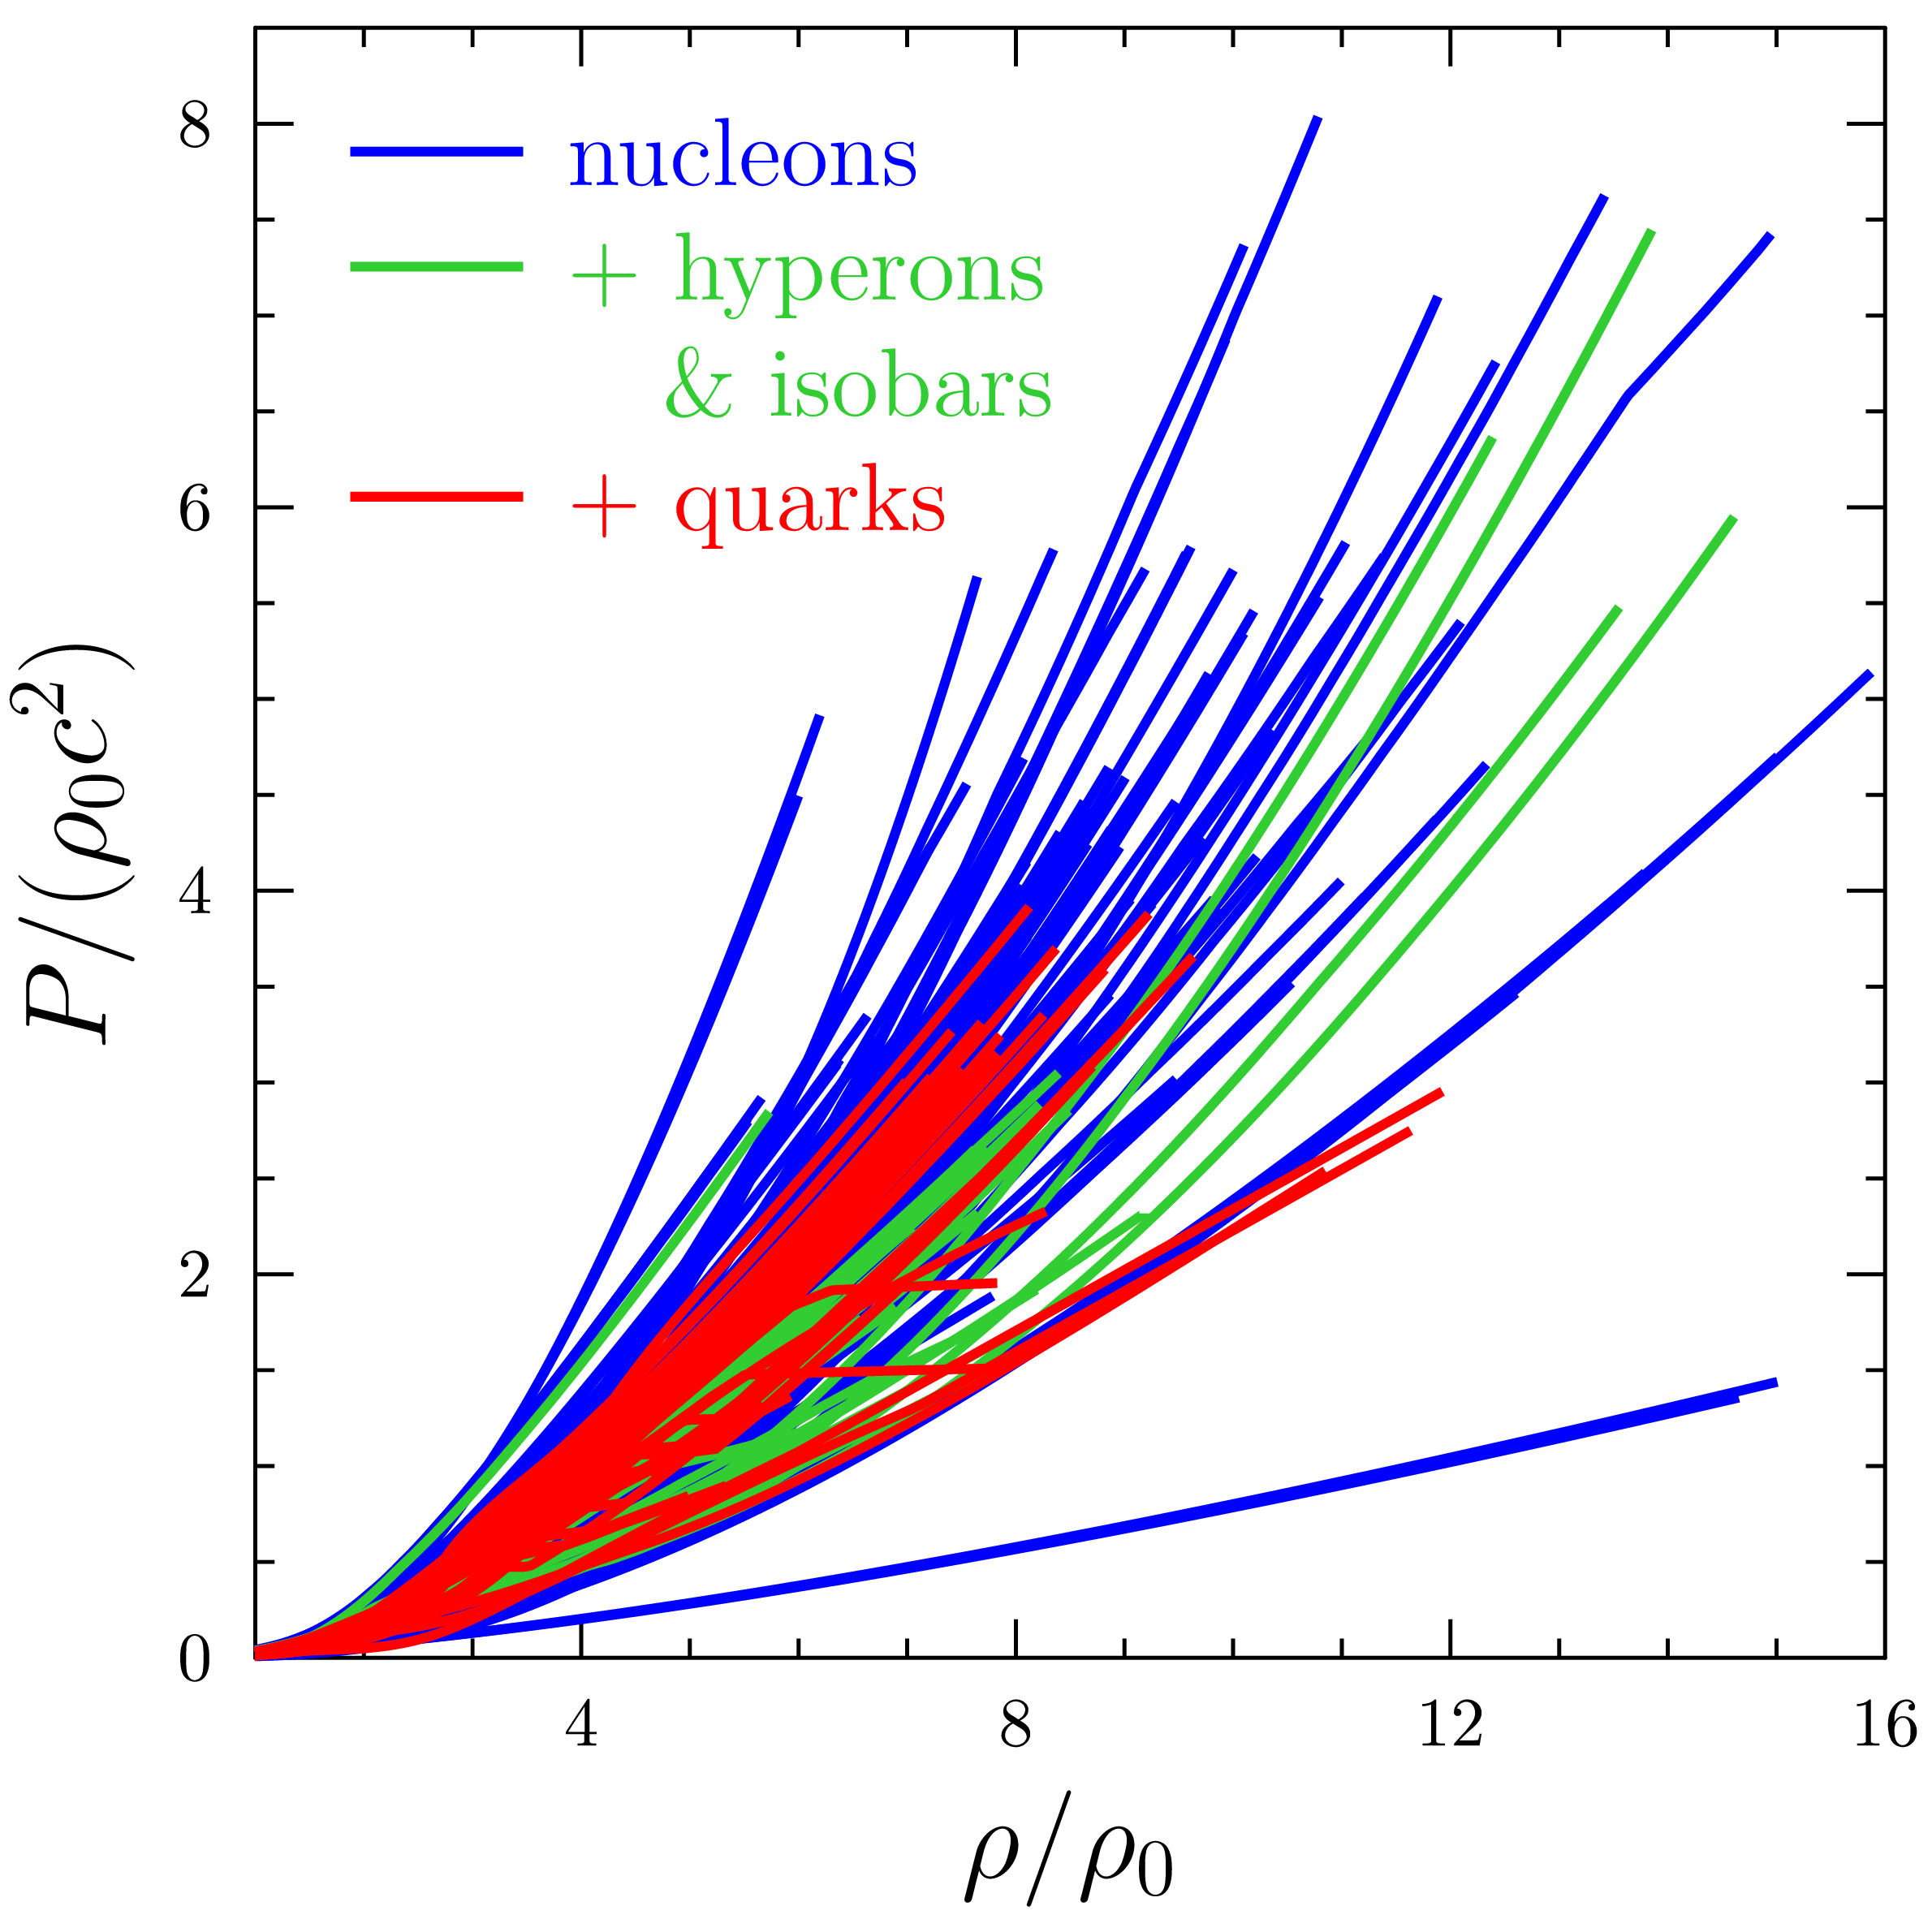 8
6
4
2
0
P/(ρ₀c²)
nucleons
+ hyperons
& isobars
+ quarks
4
8
12
16
ρ/ρ₀